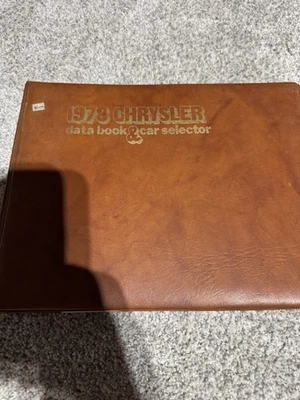 1978 CHRYSLER
data book & car selector